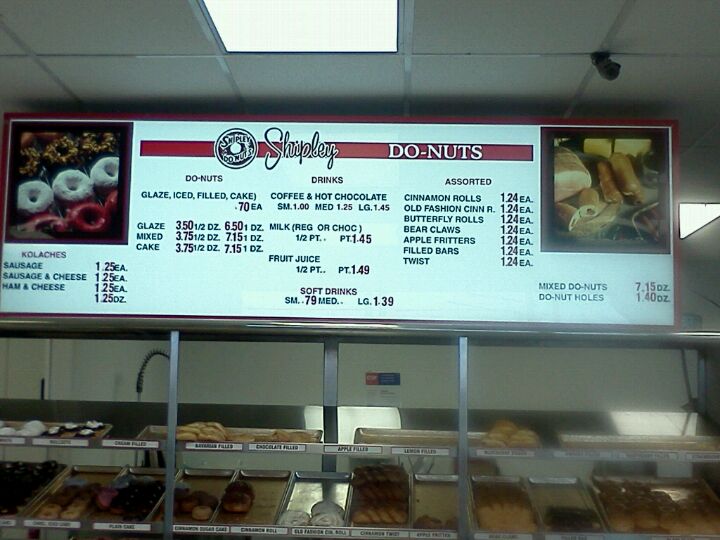 SHIPLEY DO-NUTS
Shipley DO-NUTS
DO-NUTS
GLAZE, ICED, FILLED, CAKE)
.70 EA
GLAZE 3.50 1/2 DZ. 6.50 1 DZ.
MIXED 3.75 1/2 DZ. 7.15 1 DZ.
CAKE 3.75 1/2 DZ. 7.15 1 DZ.
KOLACHES
SAUSAGE 1.25EA.
SAUSAGE & CHEESE 1.25EA.
HAM & CHEESE 1.25EA.
1.25DZ.
DRINKS
COFFEE & HOT CHOCOLATE
SM. 1.00 MED 1.25 LG. 1.45
MILK (REG OR CHOC)
1/2 PT.. PT. 1.45
FRUIT JUICE
1/2 PT.. PT. 1.49
SOFT DRINKS
SM. .79 MED. . LG. 1.39
ASSORTED
CINNAMON ROLLS 1.24 EA.
OLD FASHION CINN R. 1.24 EA.
BUTTERFLY ROLLS 1.24 EA.
BEAR CLAWS 1.24 EA.
APPLE FRITTERS 1.24 EA.
FILLED BARS 1.24 EA.
TWIST 1.24 EA.
MIXED DO-NUTS 7.15 DZ.
DO-NUT HOLES 1.40 DZ.
CREAM FILLED
BAVARIAN FILLED
CHOCOLATE FILLED
APPLE FILLED
LEMON FILLED
PLAIN CAKE
CINNAMON SUGAR CAKE
CINNAMON ROLL
OLD FASHION CIN. ROLL
CINNAMON TWIST
APPLE FRITTER